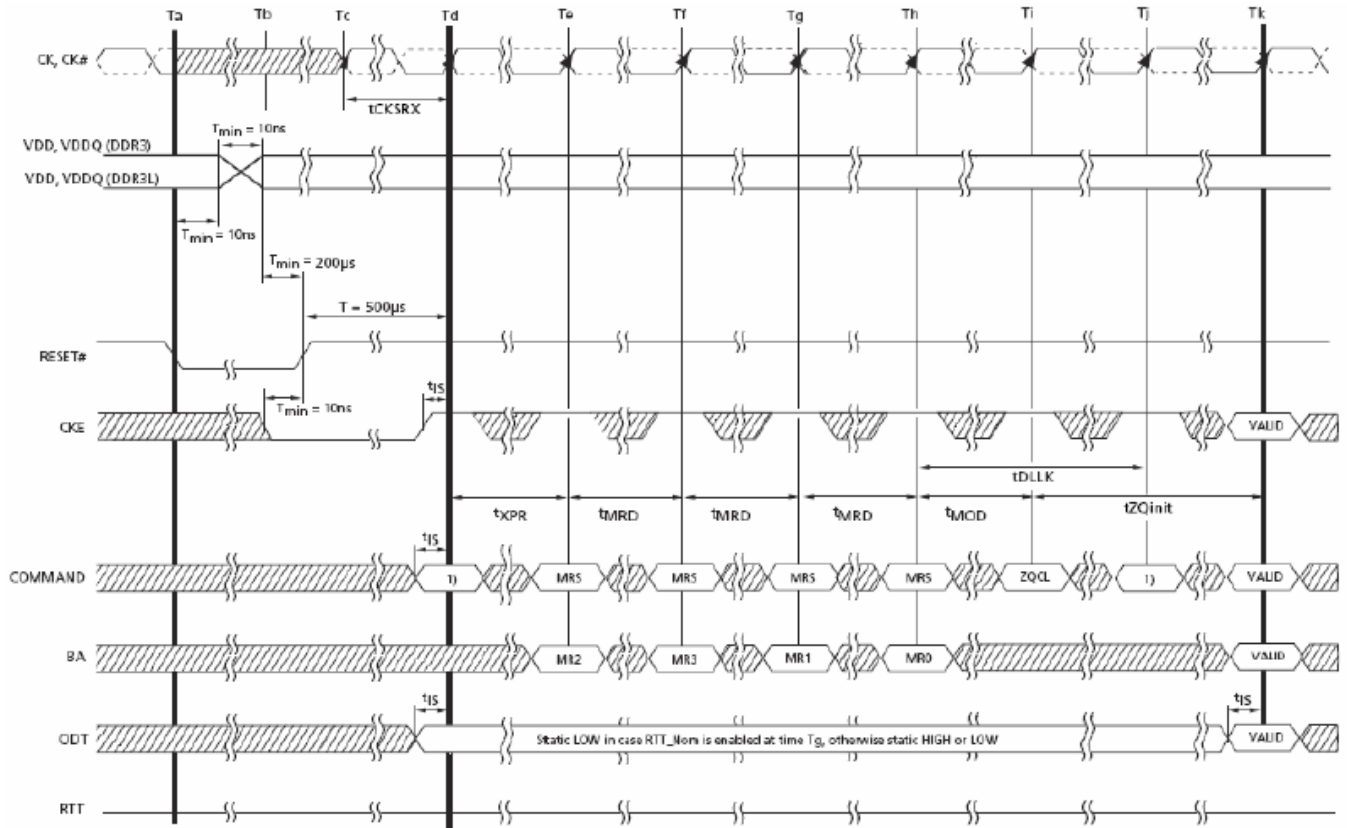 Ta Tb Tc Td Te Tf Tg Th Ti Tj Tk
CK, CK#
tCKSRX
Tmin = 10ns
VDD, VDDQ (DDR3)
VDD, VDDQ (DDR3L)
Tmin = 10ns
Tmin = 200µs
T = 500µs
RESET#
tIS
Tmin = 10ns
CKE VALID
tDLLK
tXPR tMRD tMRD tMRD tMOD tZQinit
tIS
COMMAND 1) MRS MRS MRS MRS ZQCL 1) VALID
BA MR2 MR3 MR1 MR0 VALID
tIS tIS
ODT Static LOW in case RTT_Nom is enabled at time Tg, otherwise static HIGH or LOW VALID
RTT